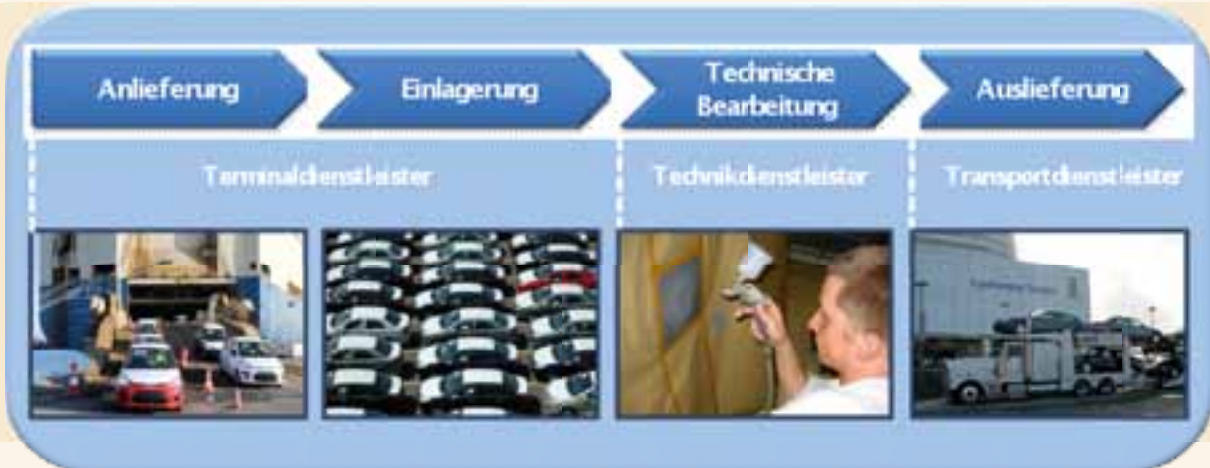 Anlieferung
Einlagerung
Technische
Bearbeitung
Auslieferung
Terminaldienstleister
Technikdienstleister
Transportdienstleister